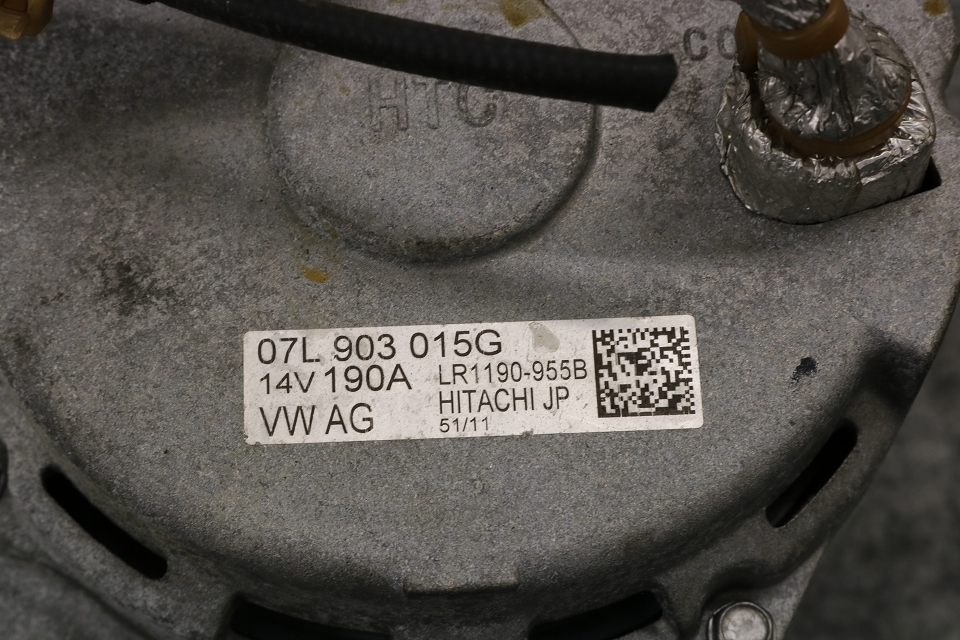 HTC
07L 903 015G
14V 190A LR1190-955B
VW AG HITACHI JP
51/11